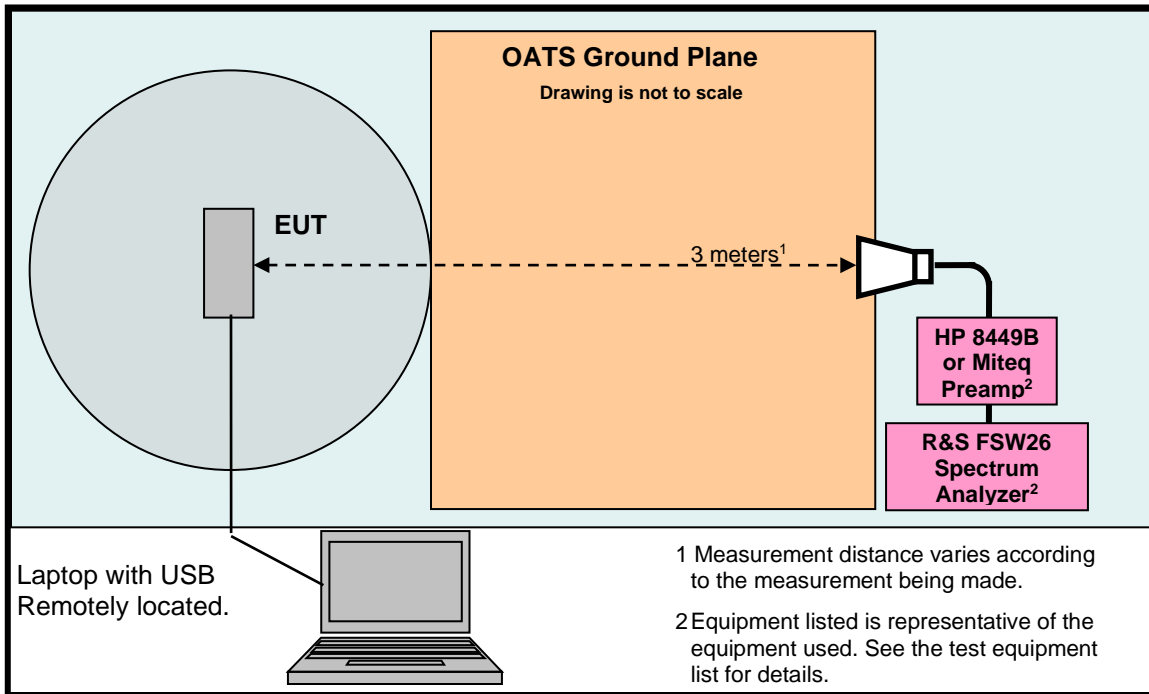 OATS Ground Plane
Drawing is not to scale
EUT
3 meters¹
HP 8449B
or Miteq
Preamp²
R&S FSW26
Spectrum
Analyzer²
Laptop with USB
Remotely located.
1 Measurement distance varies according
to the measurement being made.
2 Equipment listed is representative of the
equipment used. See the test equipment
list for details.